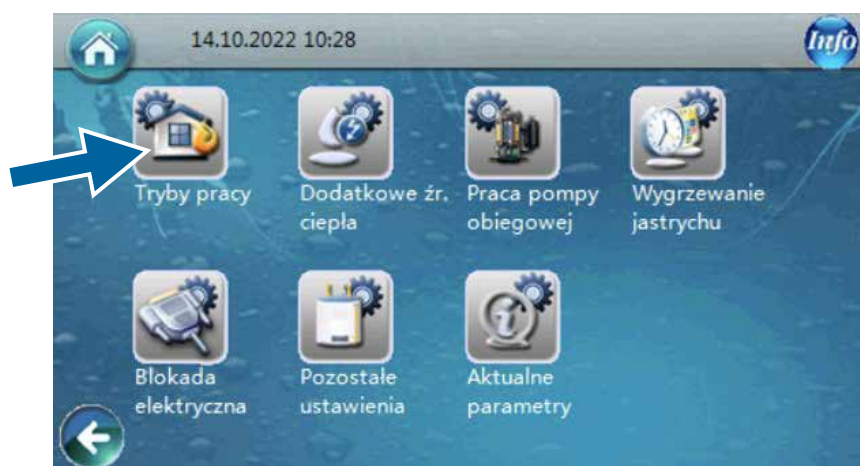 14.10.2022 10:28
Info
Tryby pracy
Dodatkowe źr.
ciepła
Praca pompy
obiegowej
Wygrzewanie
jastrychu
Blokada
elektryczna
Pozostałe
ustawienia
Aktualne
parametry